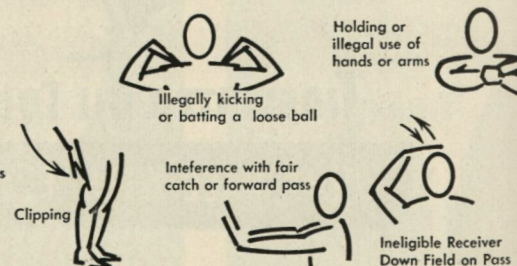 Holding or
illegal use of
hands or arms
Illegally kicking
or batting a loose ball
s
Inteference with fair
catch or forward pass
Clipping
Ineligible Receiver
Down Field on Pass